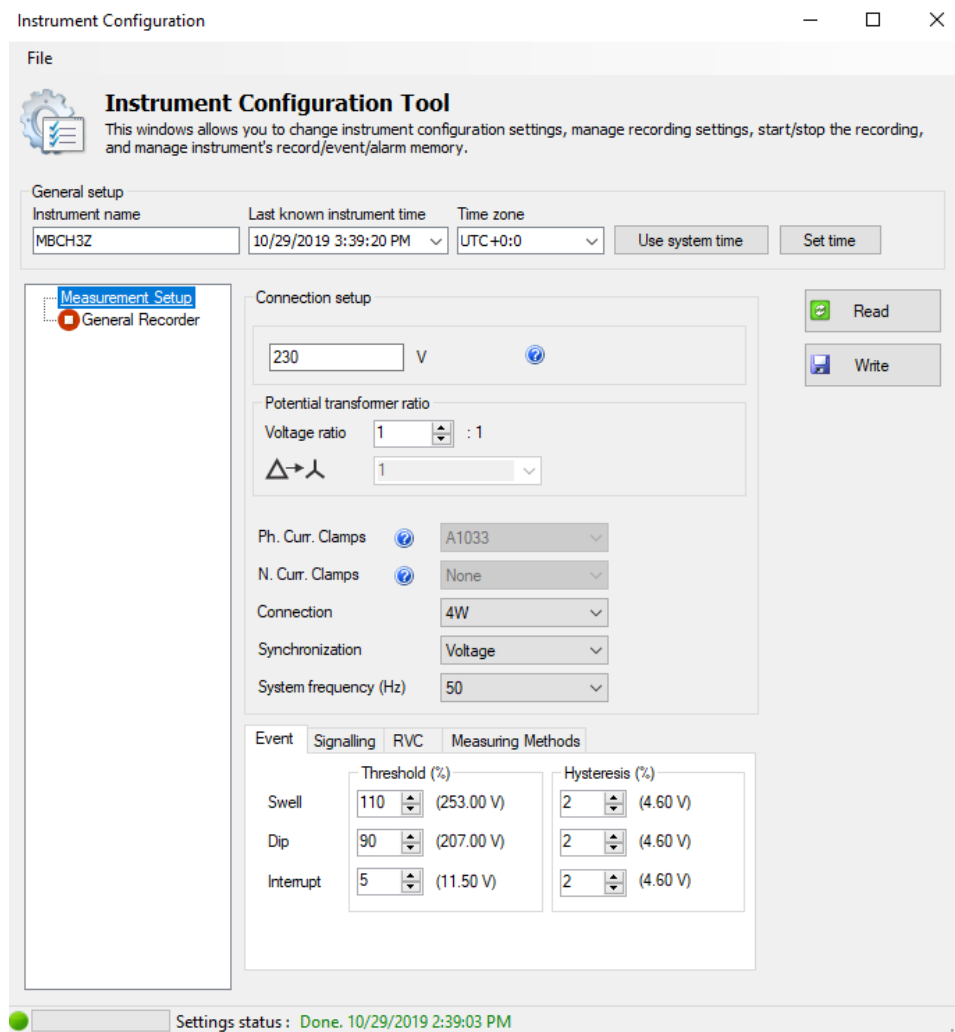 Instrument Configuration
File
Instrument Configuration Tool
This windows allows you to change instrument configuration settings, manage recording settings, start/stop the recording,
and manage instrument's record/event/alarm memory.
General setup
Instrument name Last known instrument time Time zone
MBCH3Z 10/29/2019 3:39:20 PM UTC+0:0 Use system time Set time
Measurement Setup
General Recorder
Connection setup
230 V
Potential transformer ratio
Voltage ratio 1 : 1
1
Ph. Curr. Clamps A1033
N. Curr. Clamps None
Connection 4W
Synchronization Voltage
System frequency (Hz) 50
Read
Write
Event Signalling RVC Measuring Methods
Threshold (%) Hysteresis (%)
Swell 110 (253.00 V) 2 (4.60 V)
Dip 90 (207.00 V) 2 (4.60 V)
Interrupt 5 (11.50 V) 2 (4.60 V)
Settings status : Done. 10/29/2019 2:39:03 PM